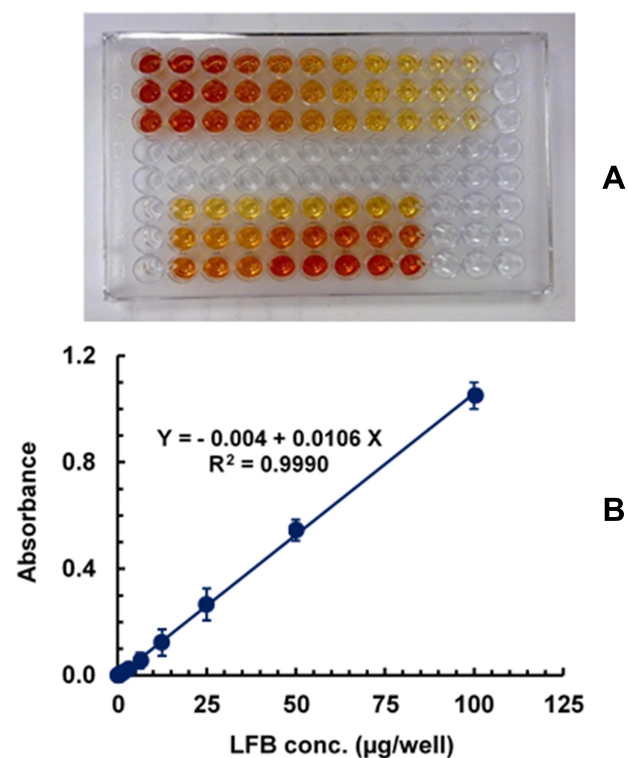 A
1.2
0.8
0.4
0.0
Absorbance
Y = - 0.004 + 0.0106 X
R² = 0.9990
B
0 25 50 75 100 125
LFB conc. (µg/well)